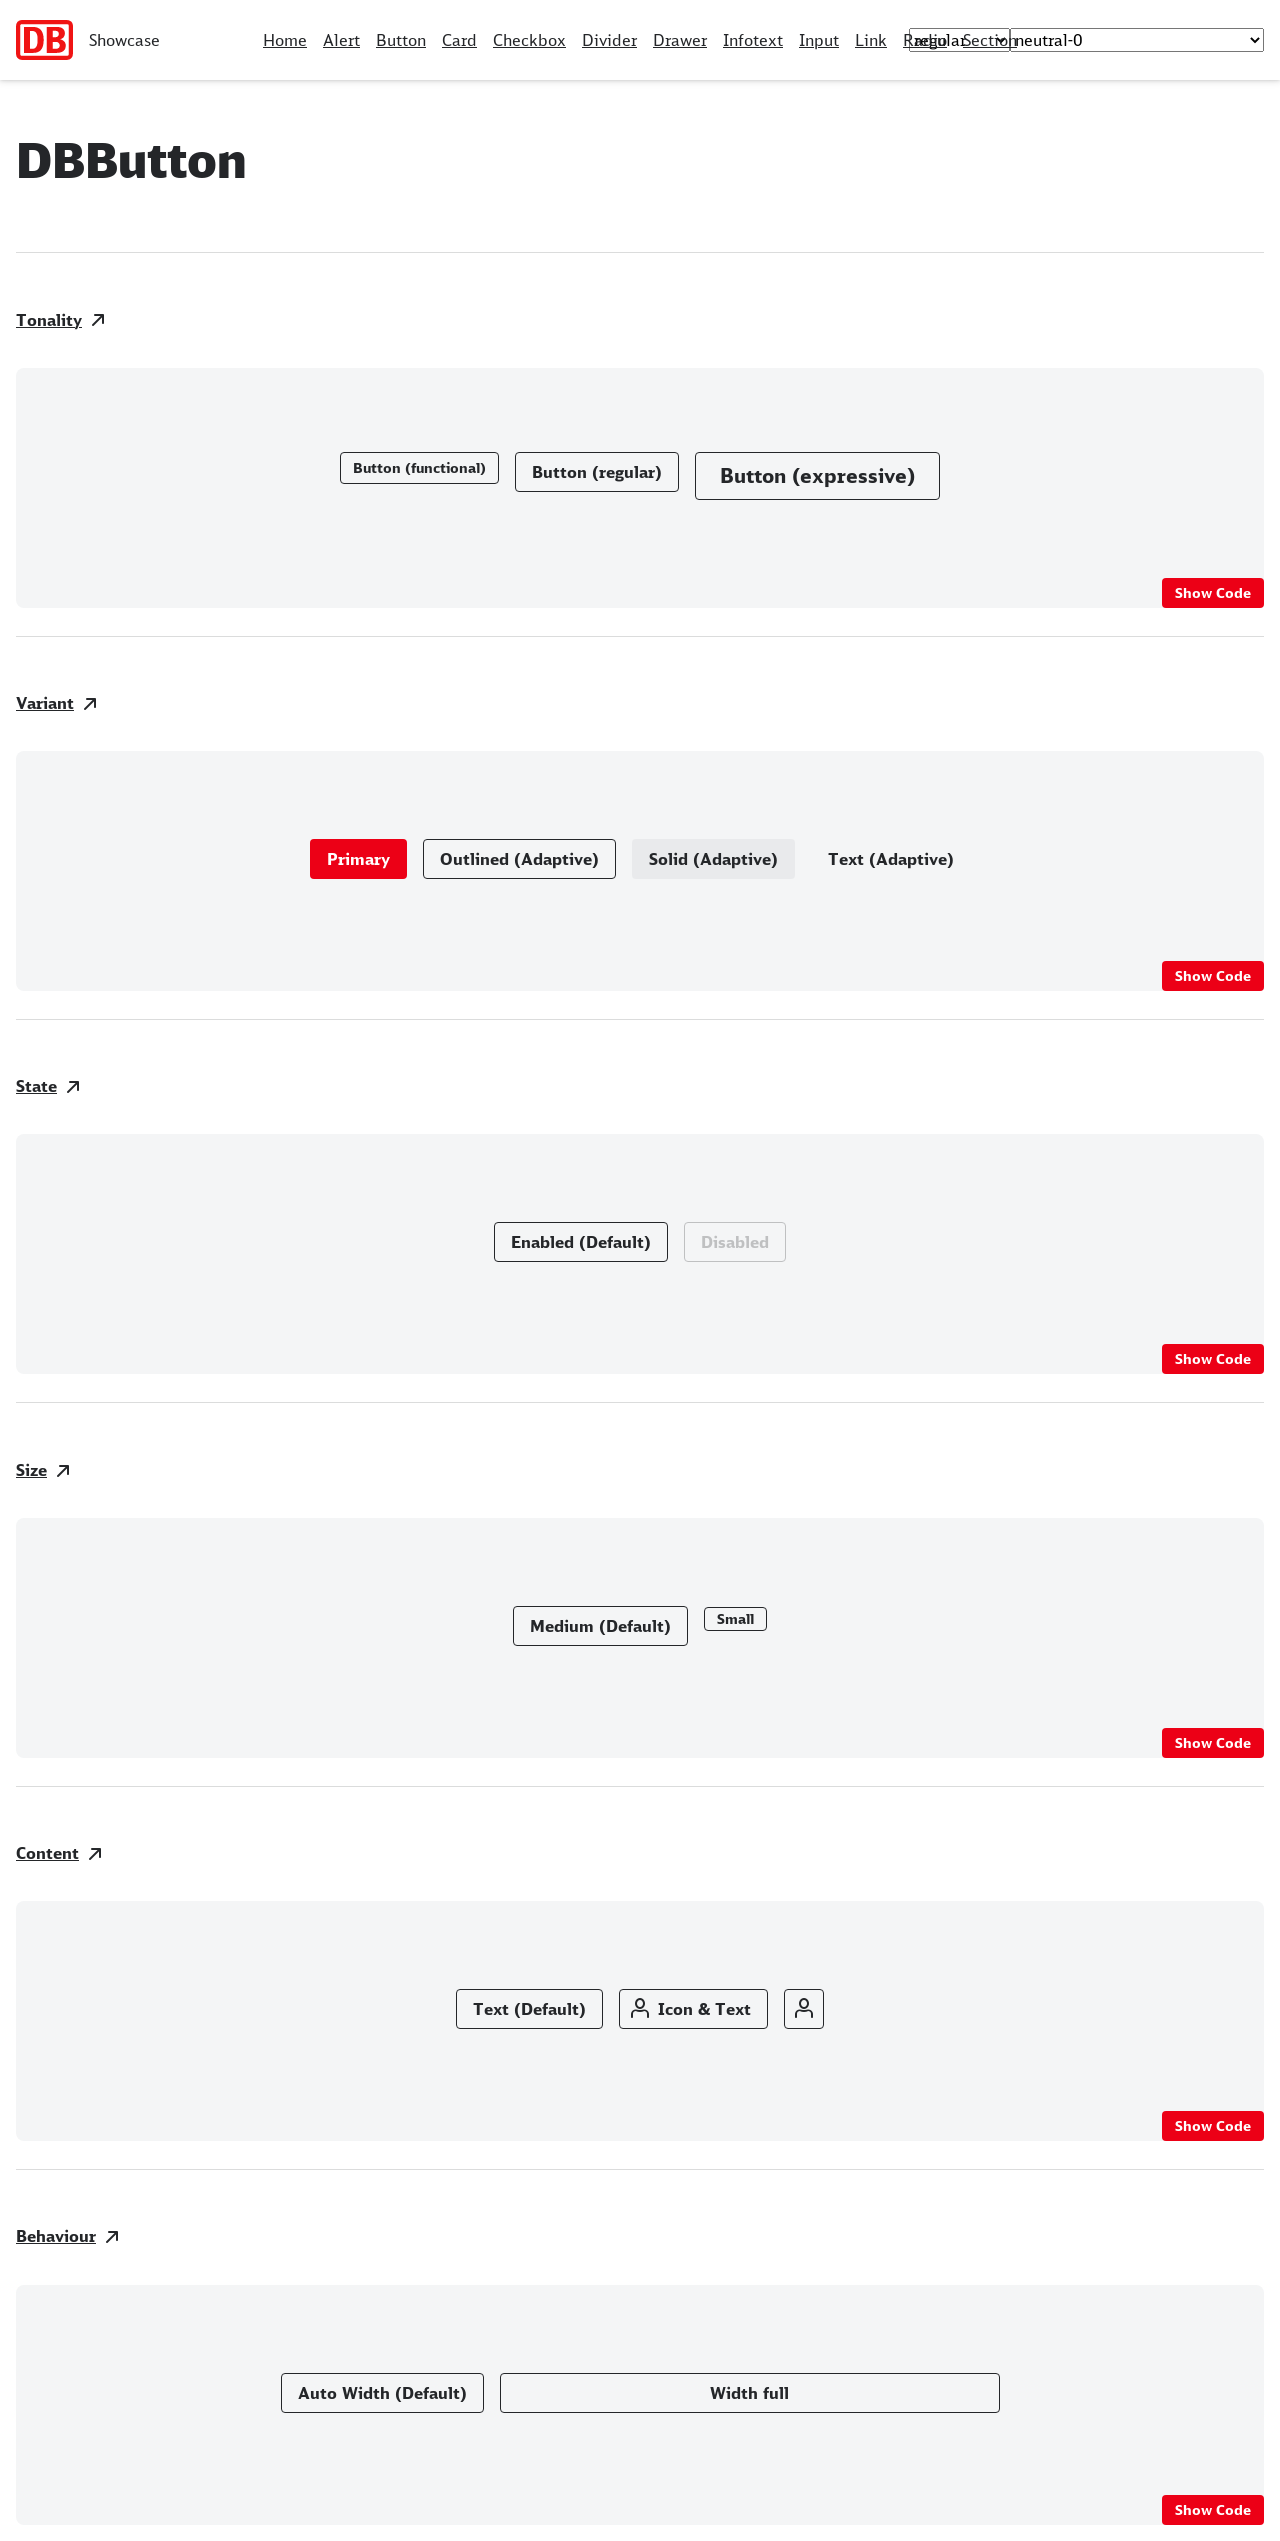 DB Showcase Home Alert Button Card Checkbox Divider Drawer Infotext Input Link Radio Section regular neutral-0
DBButton
Tonality
Button (functional) Button (regular) Button (expressive)
Show Code
Variant
Primary Outlined (Adaptive) Solid (Adaptive) Text (Adaptive)
Show Code
State
Enabled (Default) Disabled
Show Code
Size
Medium (Default) Small
Show Code
Content
Text (Default) Icon & Text
Show Code
Behaviour
Auto Width (Default) Width full
Show Code